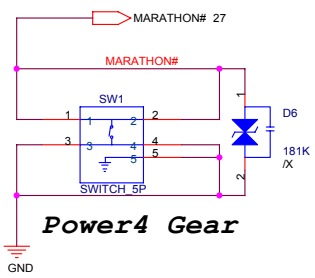 MARATHON# 27
MARATHON#
SW1
1 1 2 2
3 3 4 4
5 5
SWITCH_5P
1
D6
181K
/X
2
Power4 Gear
GND